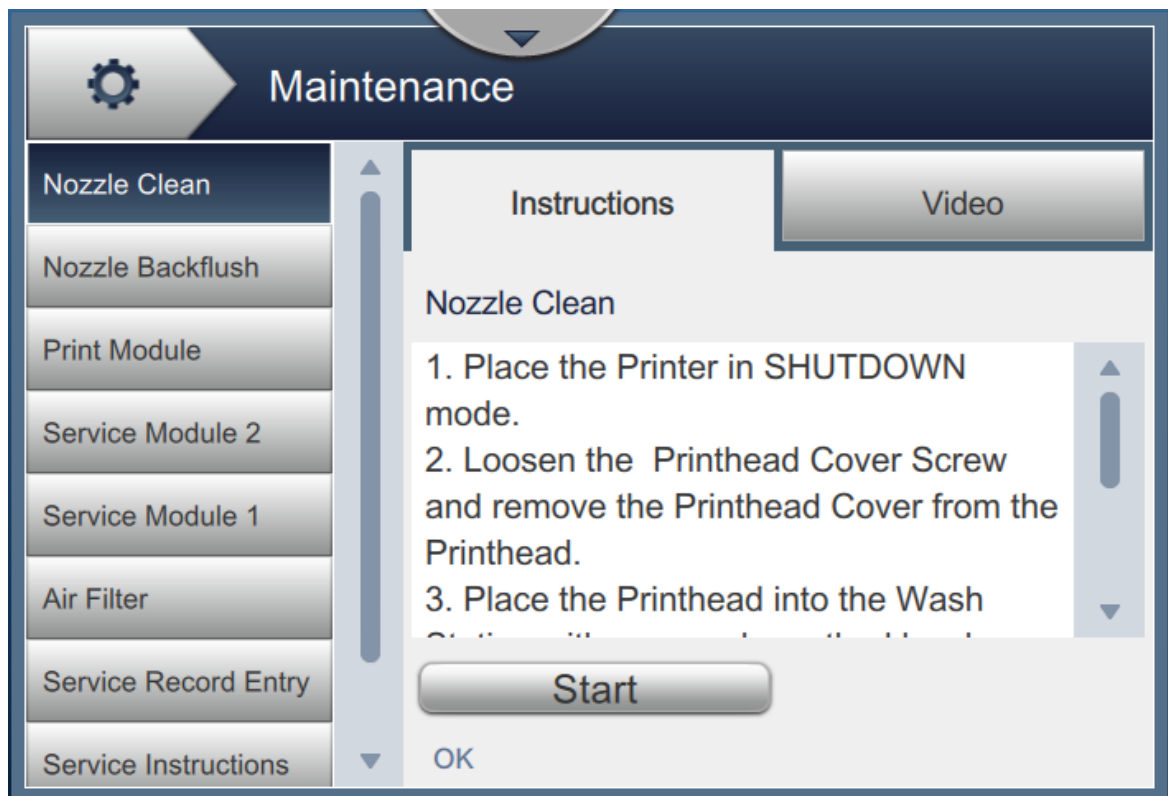 Maintenance
Nozzle Clean
Nozzle Backflush
Print Module
Service Module 2
Service Module 1
Air Filter
Service Record Entry
Service Instructions
Instructions
Video
Nozzle Clean
1. Place the Printer in SHUTDOWN
mode.
2. Loosen the Printhead Cover Screw
and remove the Printhead Cover from the
Printhead.
3. Place the Printhead into the Wash
Start
OK